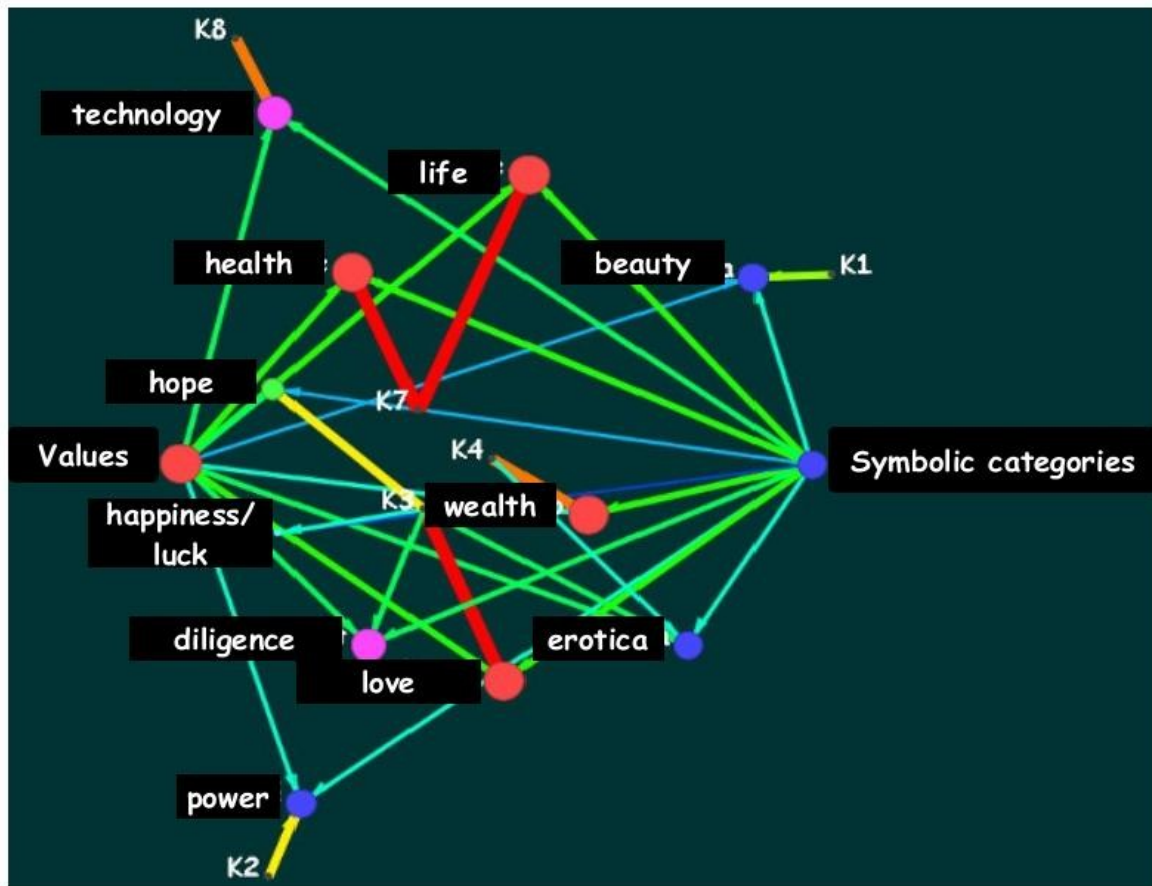 K8
technology
life
health
beauty
K1
hope
K7
Values
K4
Symbolic categories
K3
wealth
happiness/
luck
diligence
erotica
love
power
K2